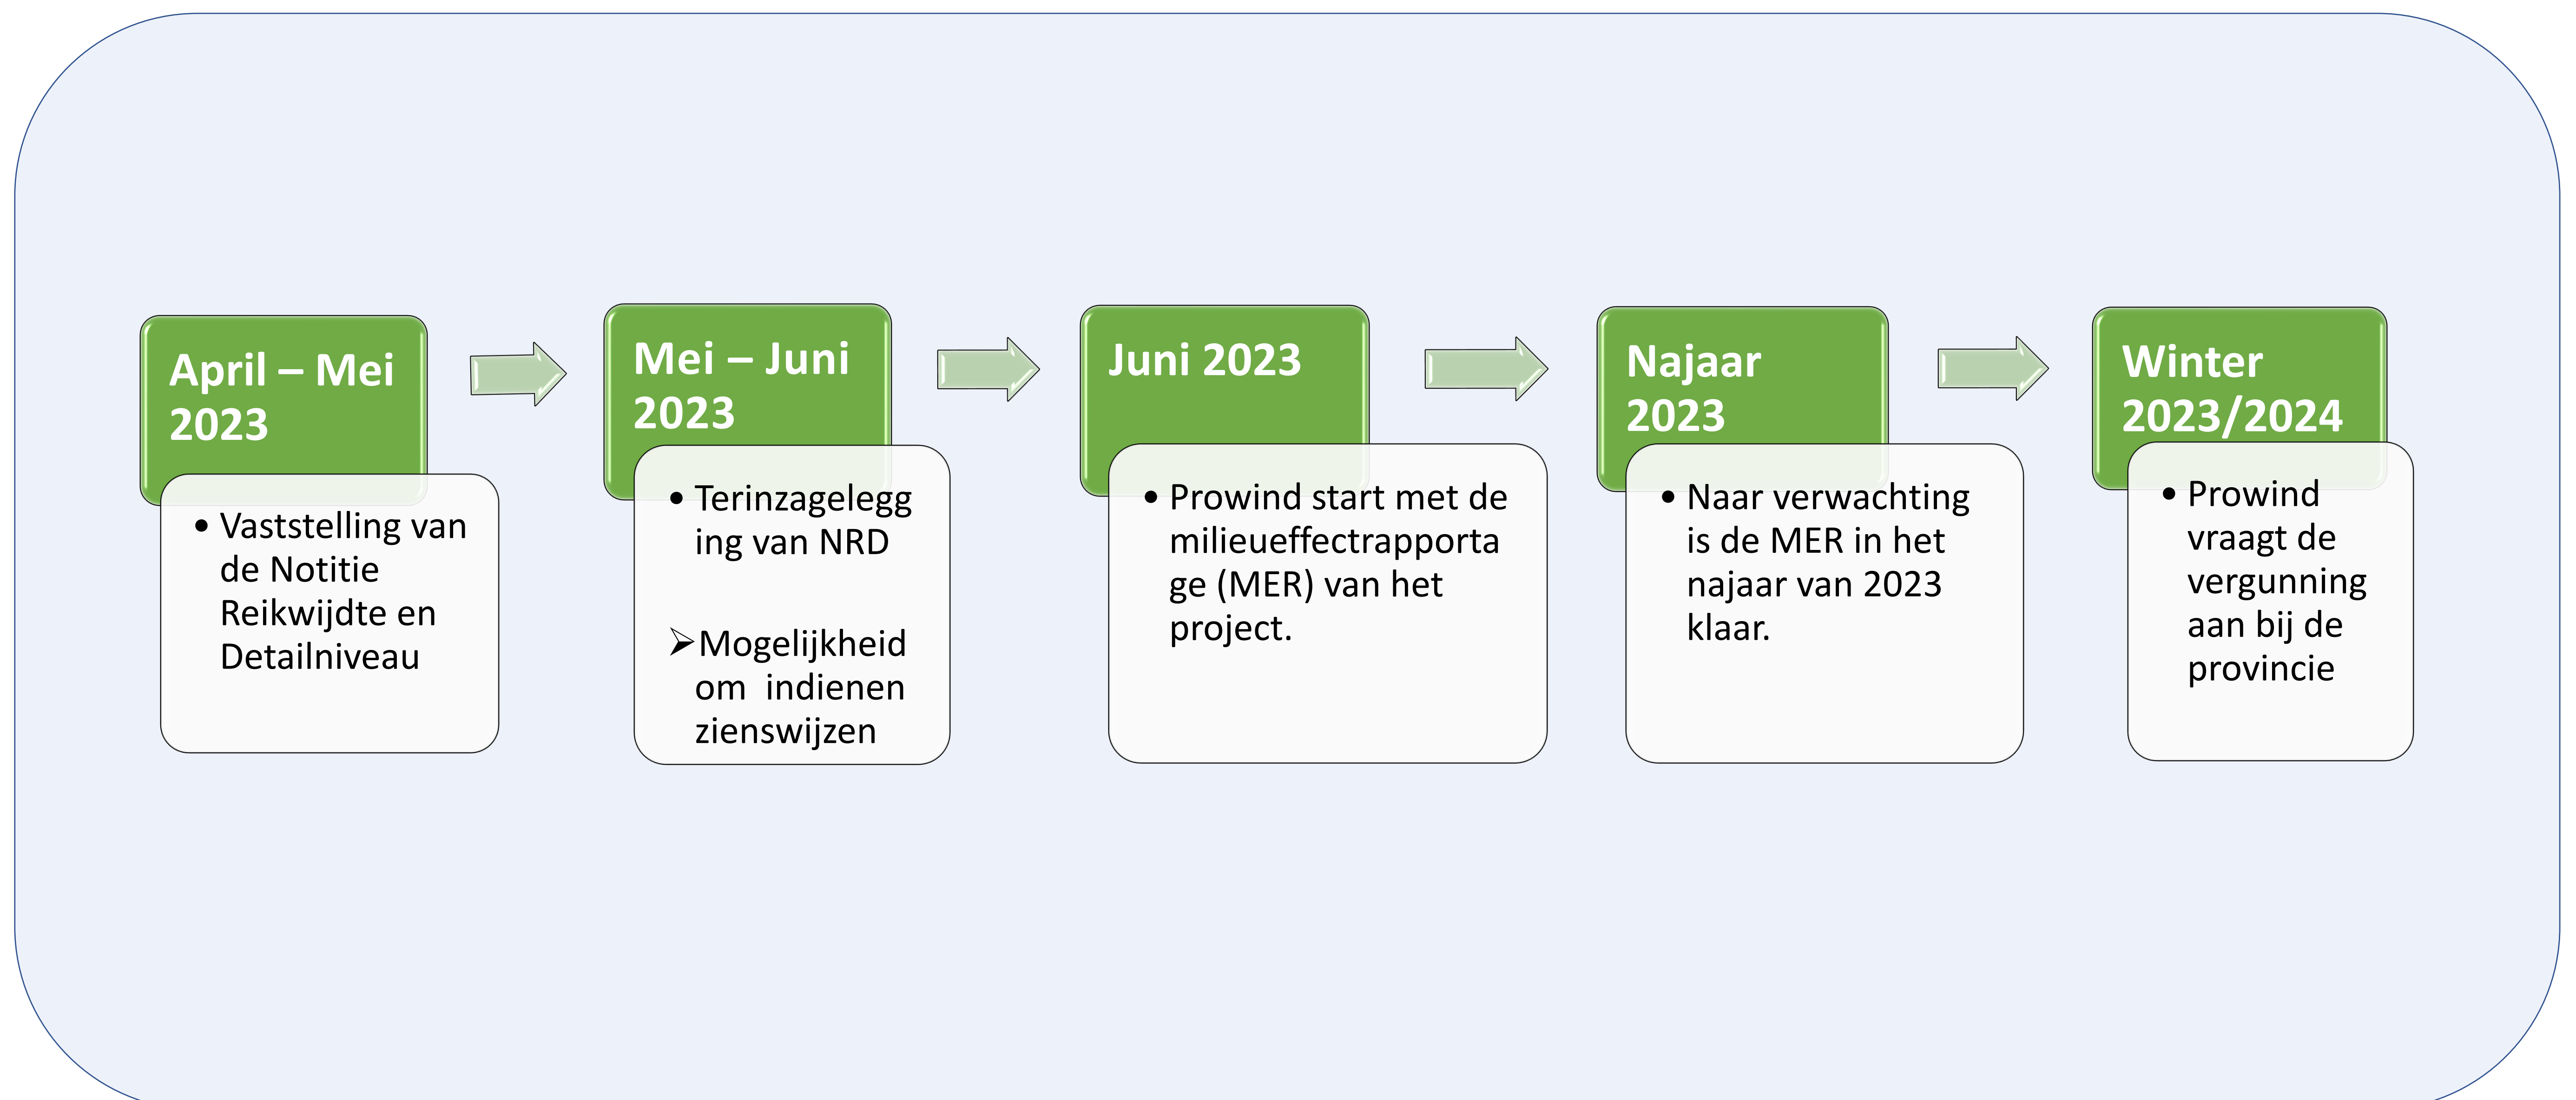 April – Mei
2023
• Vaststelling van
de Notitie
Reikwijdte en
Detailniveau
Mei – Juni
2023
• Terinzagelegg
ing van NRD
➢Mogelijkheid
om  indienen
zienswijzen
Juni 2023
• Prowind start met de
milieueffectrapporta
ge (MER) van het
project.
Najaar
2023
• Naar verwachting
is de MER in het
najaar van 2023
klaar.
Winter
2023/2024
• Prowind
vraagt de
vergunning
aan bij de
provincie